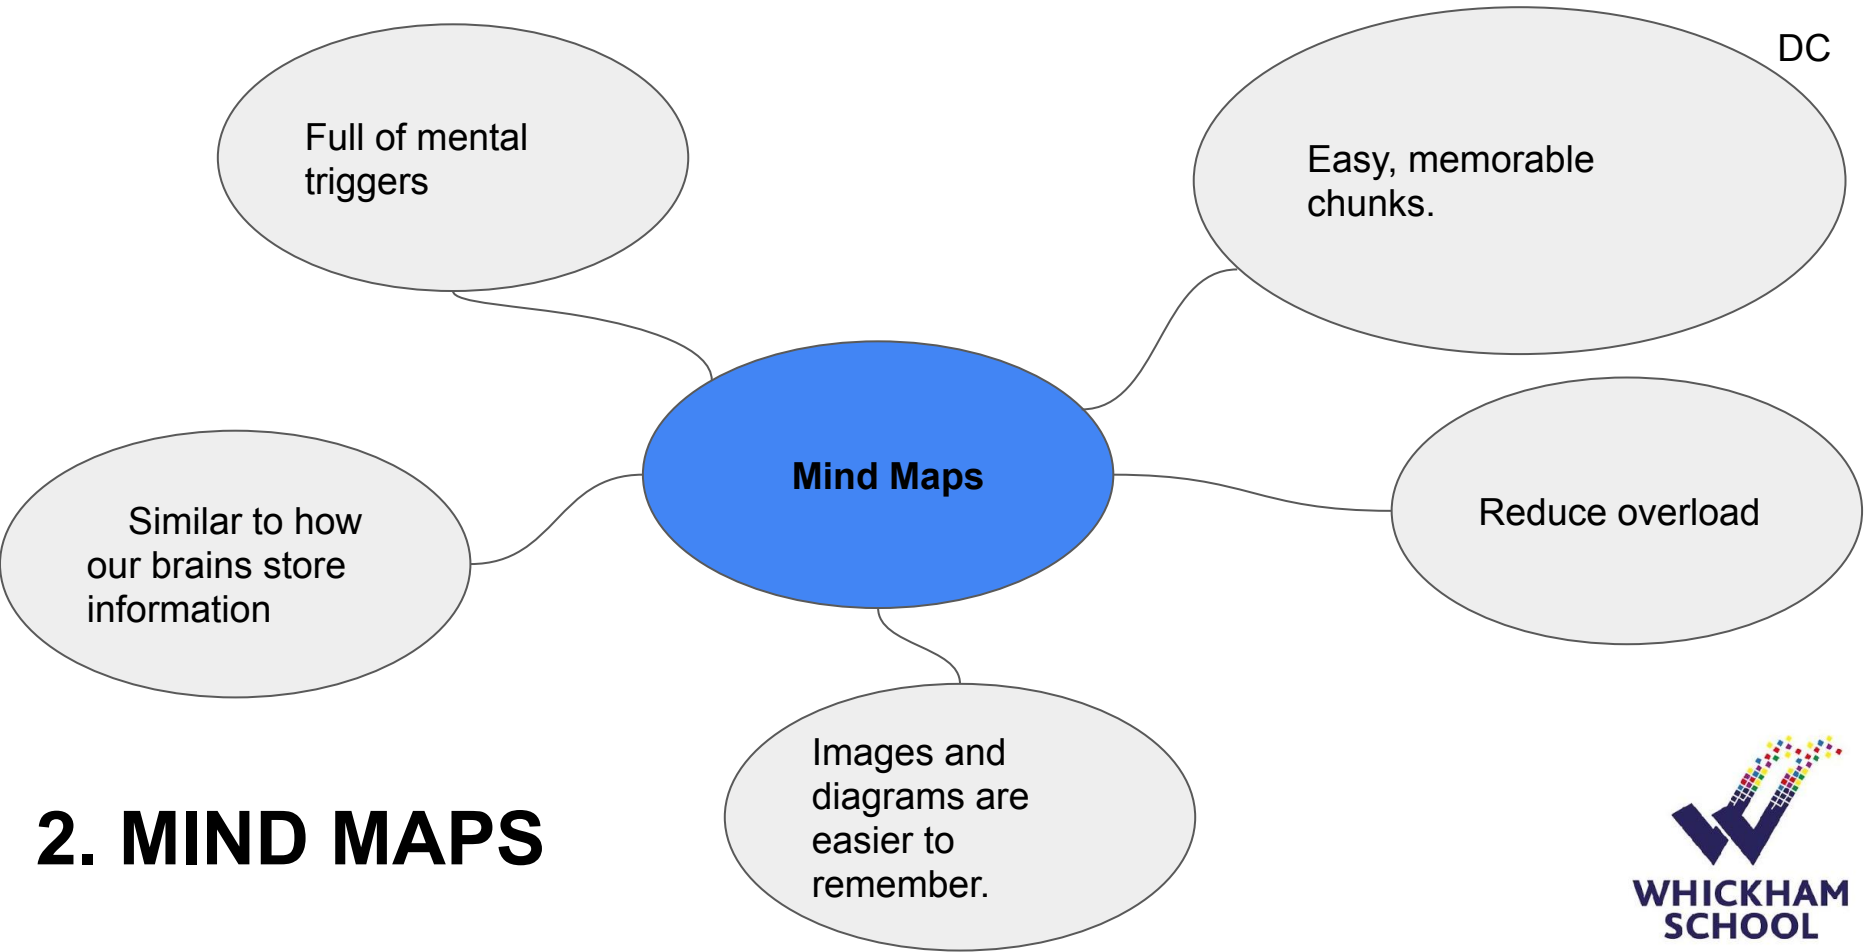 DC
Full of mental
triggers
Easy, memorable
chunks.
Mind Maps
Reduce overload
Similar to how
our brains store
information
Images and
diagrams are
easier to
remember.
2. MIND MAPS
WHICKHAM
SCHOOL